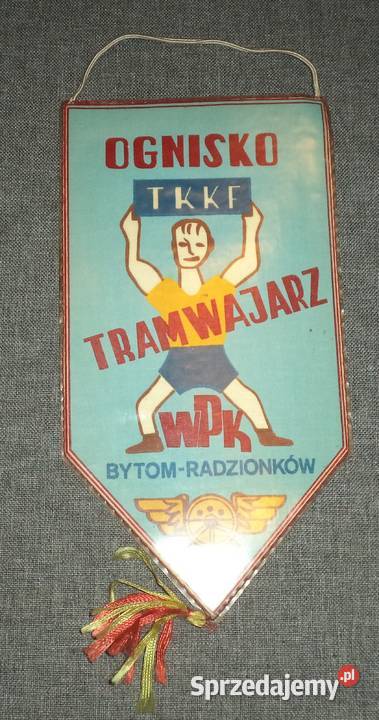 OGNISKO
TKKF
TRAMWAJARZ
WPK
BYTOM-RADZIONKÓW
Sprzedajemy.pl